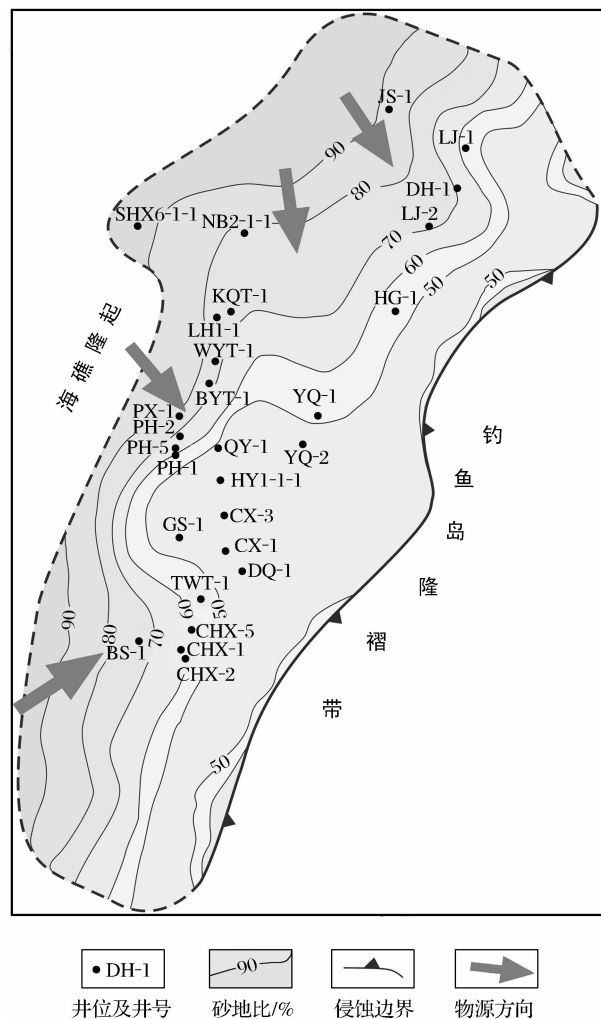 JS-1
LJ-1
90
80
DH-1
SHX6-1-1
NB2-1-1
LJ-2
70
60
50
50
KQT-1
HG-1
LH1-1
海礁隆起
WYT-1
BYT-1
YQ-1
PX-1
PH-2
PH-5
QY-1
YQ-2
PH-1
HY1-1-1
钓鱼岛隆褶带
CX-3
GS-1
CX-1
DQ-1
TWT-1
60
50
90
80
70
CHX-5
BS-1
CHX-1
CHX-2
50
DH-1
90
井位及井号
砂地比/%
侵蚀边界
物源方向